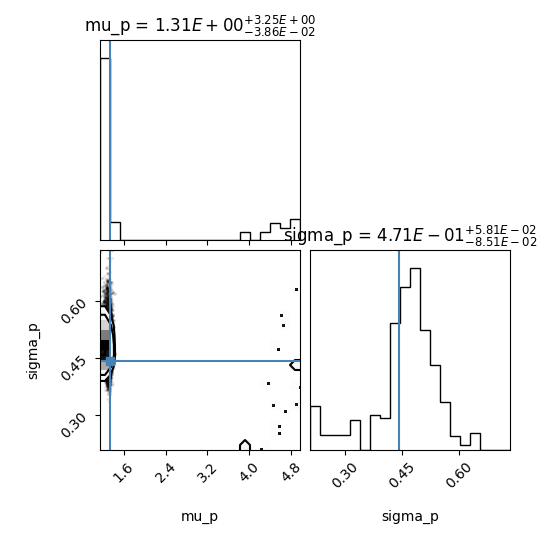 mu_p = 1.31E + 00^{+3.25E + 00}_{-3.86E - 02}
sigma_p = 4.71E - 01^{+5.81E - 02}_{-8.51E - 02}
sigma_p
0.60
0.45
0.30
1.6 2.4 3.2 4.0 4.8
0.30 0.45 0.60
mu_p
sigma_p